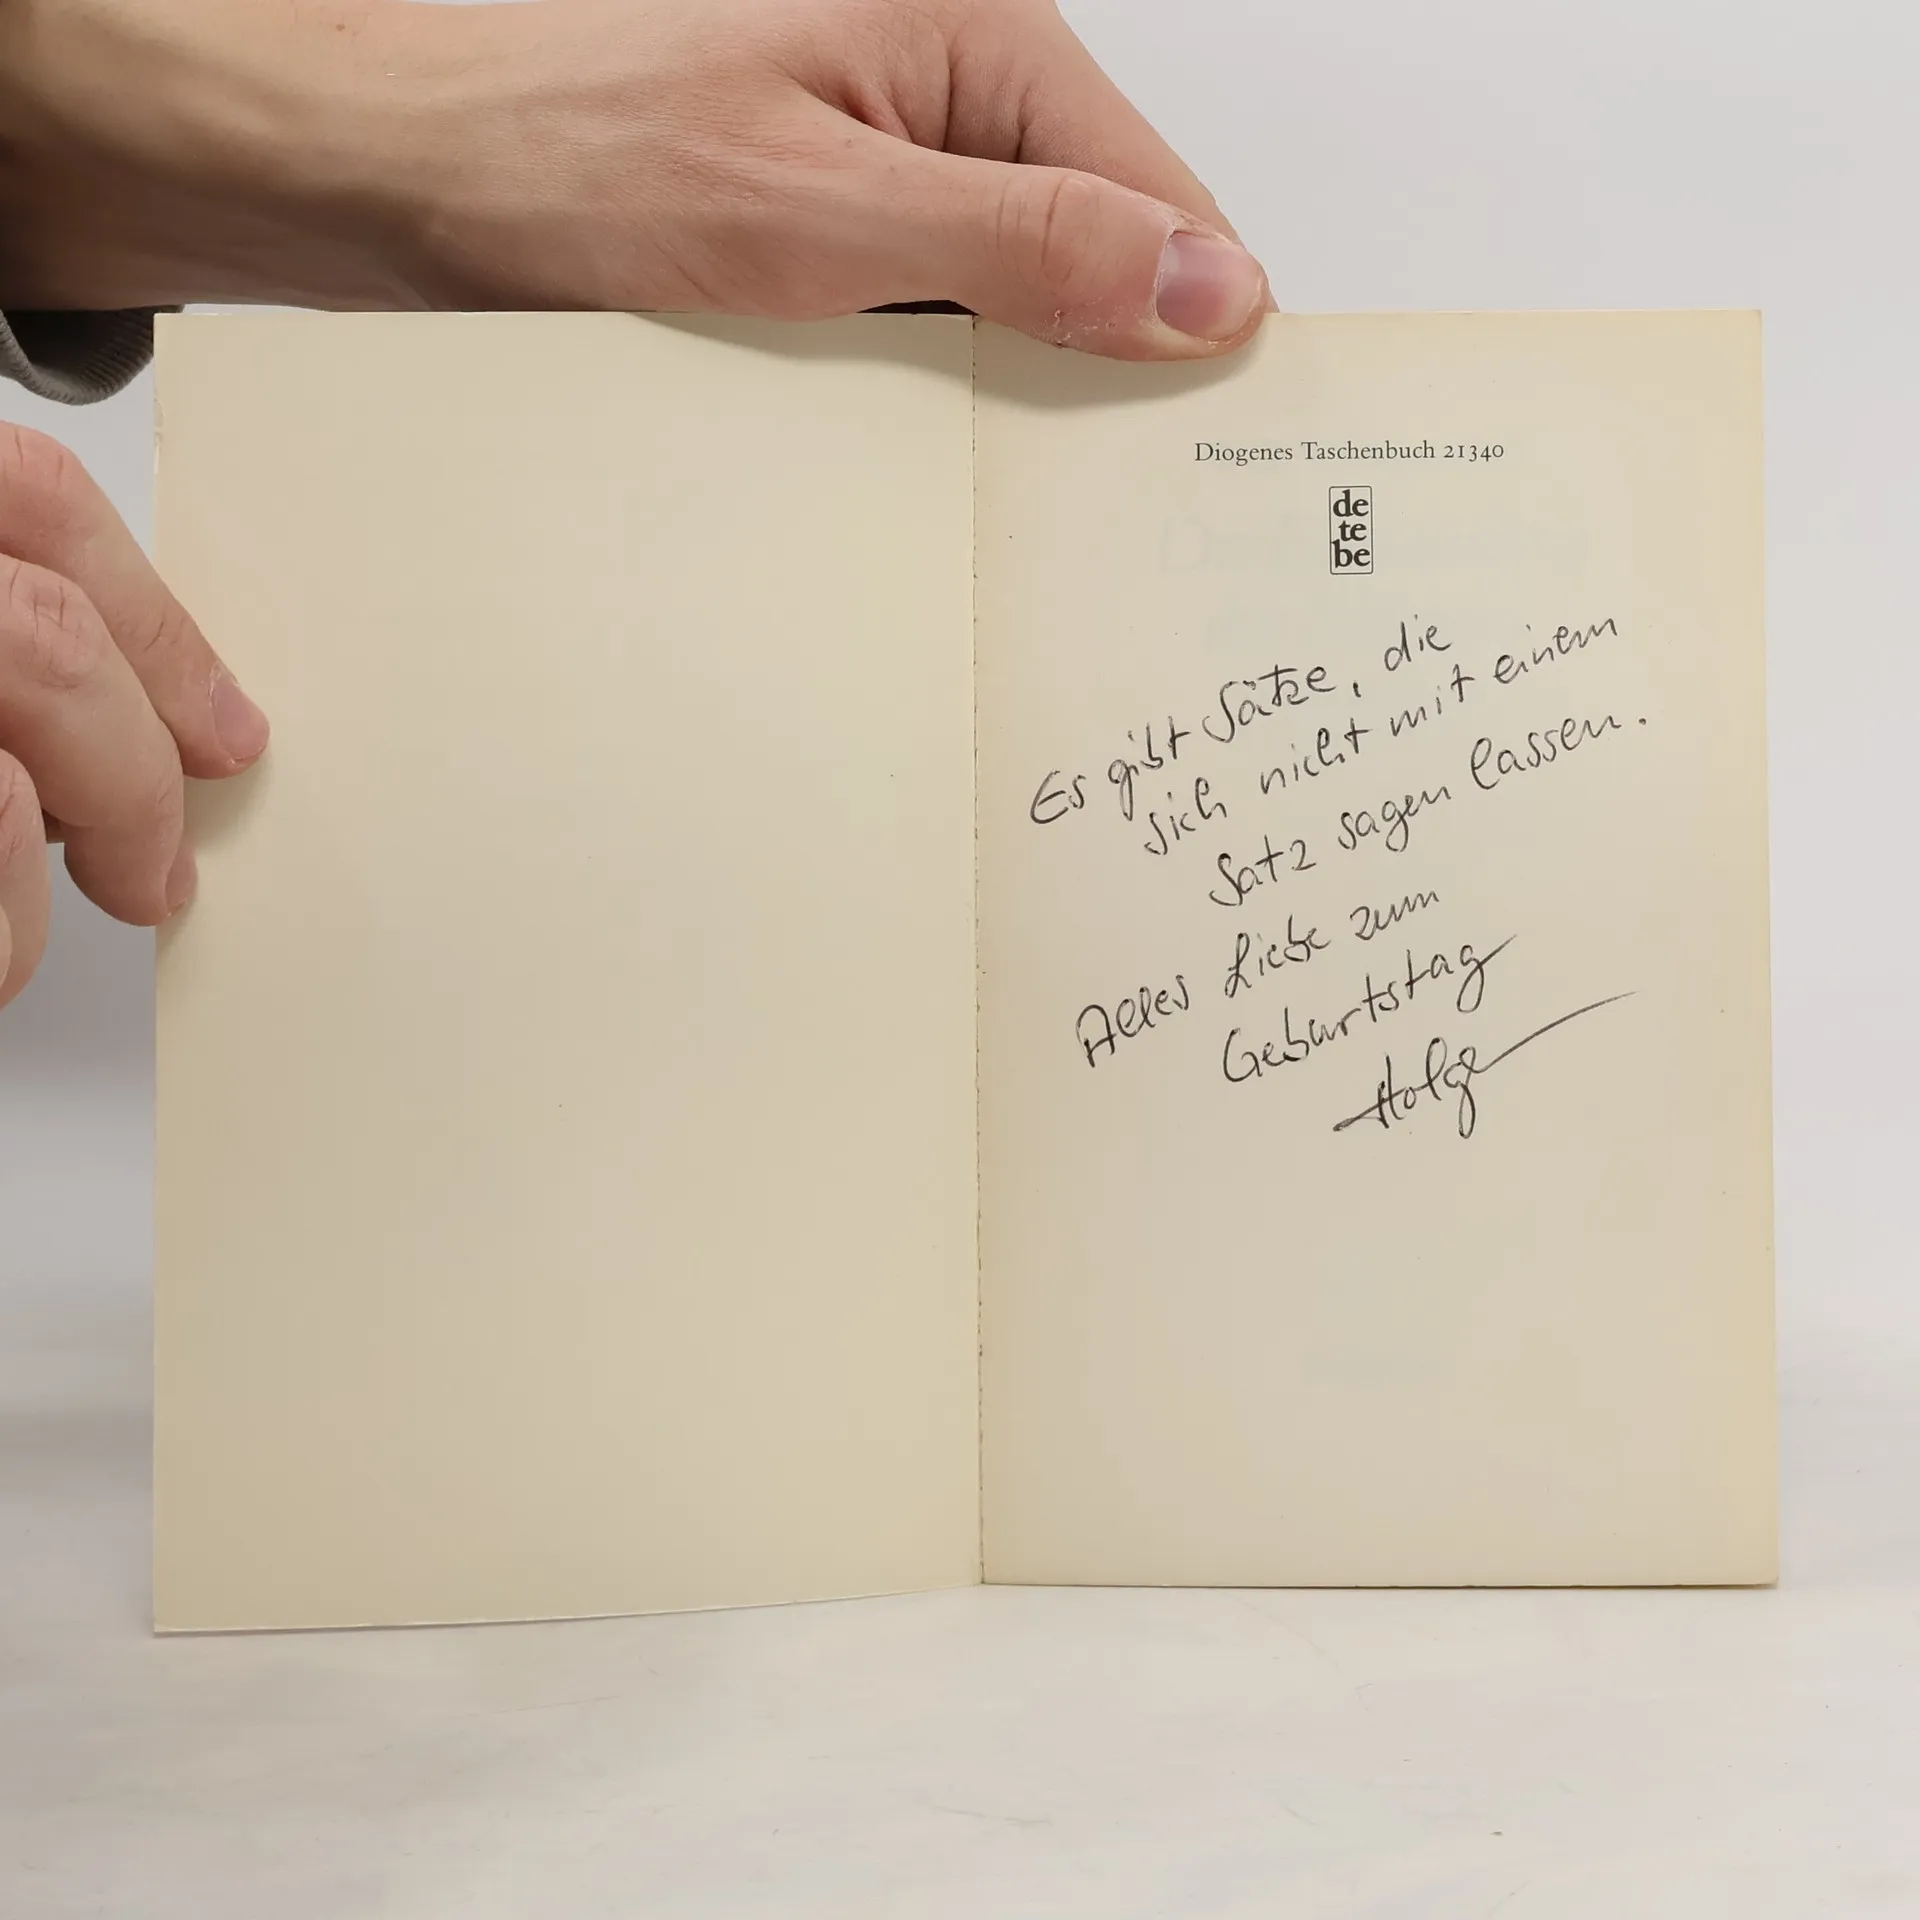 Diogenes Taschenbuch 21340
de
te
be
Es gibt Sätze, die
sich nicht mit einem
Satz sagen lassen.
Alles Liebe zum
Geburtstag
Holger